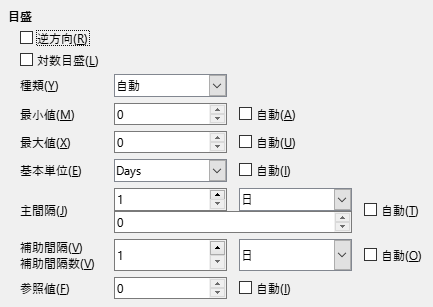 目盛
逆方向(R)
対数目盛(L)
種類(Y) 自動
最小値(M) 0 自動(A)
最大値(X) 0 自動(U)
基本単位(E) Days 自動(I)
主間隔(J) 1 日 自動(T)
0
補助間隔(V) 1 日 自動(O)
補助間隔数(V)
参照値(F) 0 自動(I)